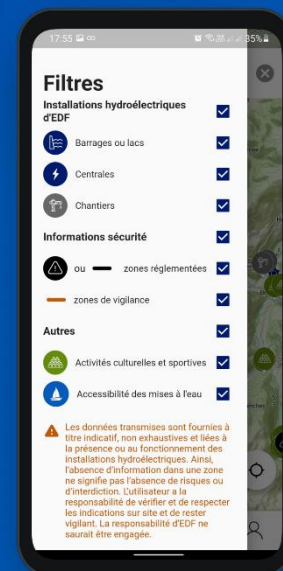 17:55
35%
Filtres
Installations hydroélectriques
d'EDF
Barrages ou lacs
Centrales
Chantiers
Informations sécurité
ou
zones réglementées
zones de vigilance
Autres
Activités culturelles et sportives
Accessibilité des mises à l'eau
Les données transmises sont fournies à
titre indicatif, non exhaustives et liées à
la présence ou au fonctionnement des
installations hydroélectriques. Ainsi,
l'absence d'information dans une zone
ne signifie pas l'absence de risques ou
d'interdiction. L'utilisateur a la
responsabilité de vérifier et de respecter
les indications sur site et de rester
vigilant. La responsabilité d'EDF ne
saurait être engagée.